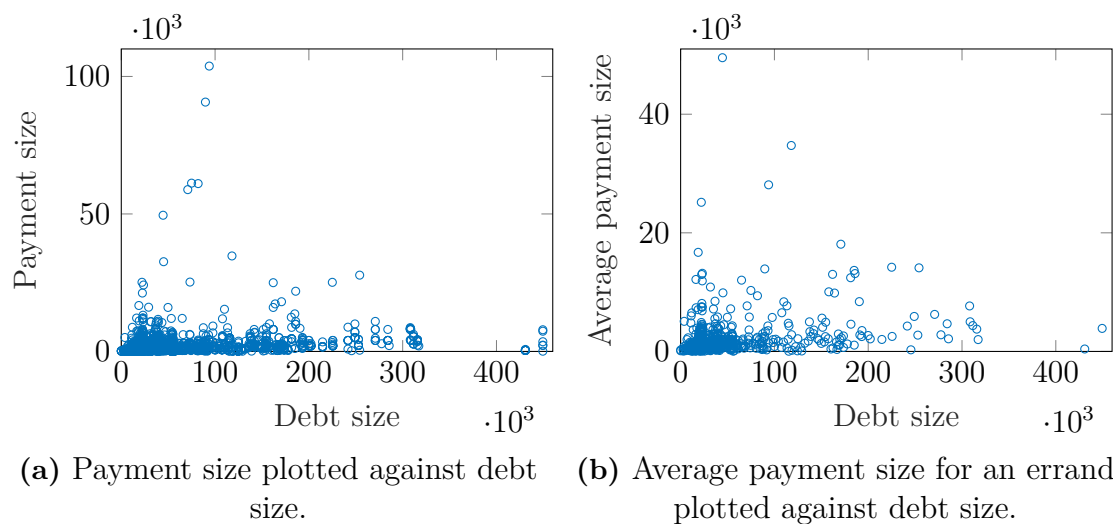 ·10³
100
50
0
Payment size
0 100 200 300 400
Debt size
·10³
(a) Payment size plotted against debt
size.
·10³
40
20
0
Average payment size
0 100 200 300 400
Debt size
·10³
(b) Average payment size for an errand
plotted against debt size.